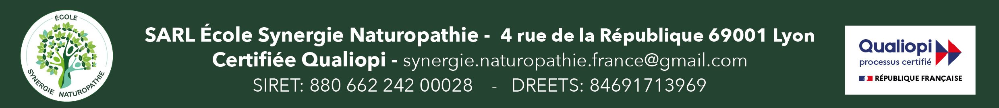 ÉCOLE
SYNERGIE NATUROPATHIE
SARL École Synergie Naturopathie - 4 rue de la République 69001 Lyon
Certifiée Qualiopi - synergie.naturopathie.france@gmail.com
SIRET: 880 662 242 00028 - DREETS: 84691713969
Qualiopi
processus certifié
RÉPUBLIQUE FRANÇAISE